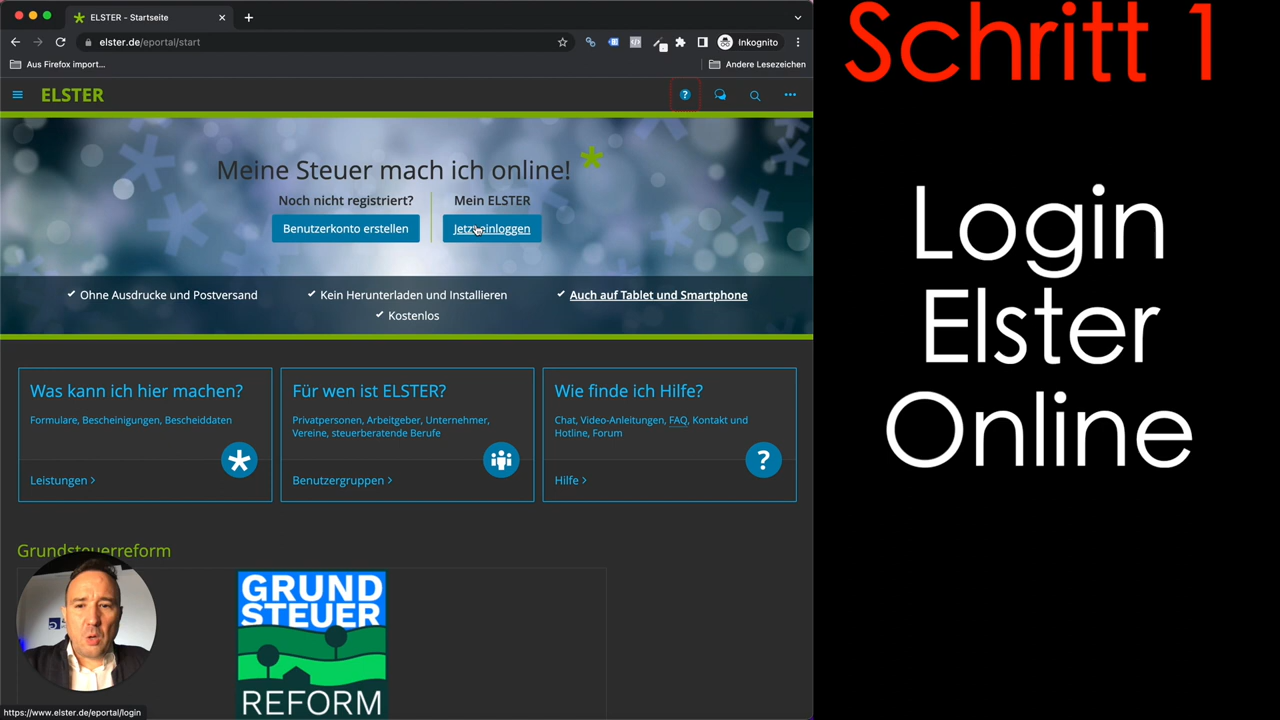 ELSTER - Startseite
elster.de/eportal/start
Inkognito
Aus Firefox import...
Andere Lesezeichen
ELSTER
Meine Steuer mach ich online!
Noch nicht registriert?
Mein ELSTER
Benutzerkonto erstellen
Jetzt einloggen
Ohne Ausdrucke und Postversand
Kein Herunterladen und Installieren
Auch auf Tablet und Smartphone
Kostenlos
Was kann ich hier machen?
Formulare, Bescheinigungen, Bescheiddaten
Leistungen
Für wen ist ELSTER?
Privatpersonen, Arbeitgeber, Unternehmer,
Vereine, steuerberatende Berufe
Benutzergruppen
Wie finde ich Hilfe?
Chat, Video-Anleitungen, FAQ, Kontakt und
Hotline, Forum
Hilfe
Grundsteuerreform
GRUND
STEUER
REFORM
https://www.elster.de/eportal/login
Schritt 1
Login
Elster
Online